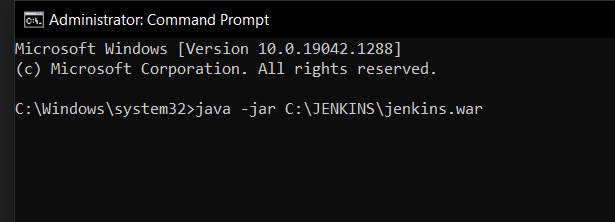 Administrator: Command Prompt
Microsoft Windows [Version 10.0.19042.1288]
(c) Microsoft Corporation. All rights reserved.
C:\Windows\system32>java -jar C:\JENKINS\jenkins.war